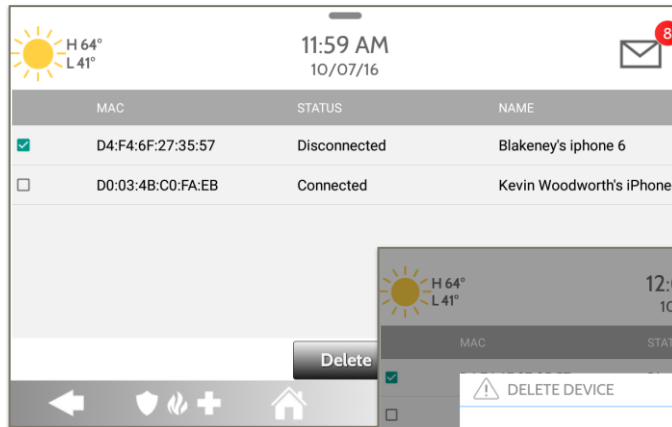 H 64°
L 41°
11:59 AM
10/07/16
8
MAC STATUS NAME
D4:F4:6F:27:35:57 Disconnected Blakeney's iphone 6
D0:03:4B:C0:FA:EB Connected Kevin Woodworth's iPhone
Delete
H 64°
L 41°
MAC
DELETE DEVICE